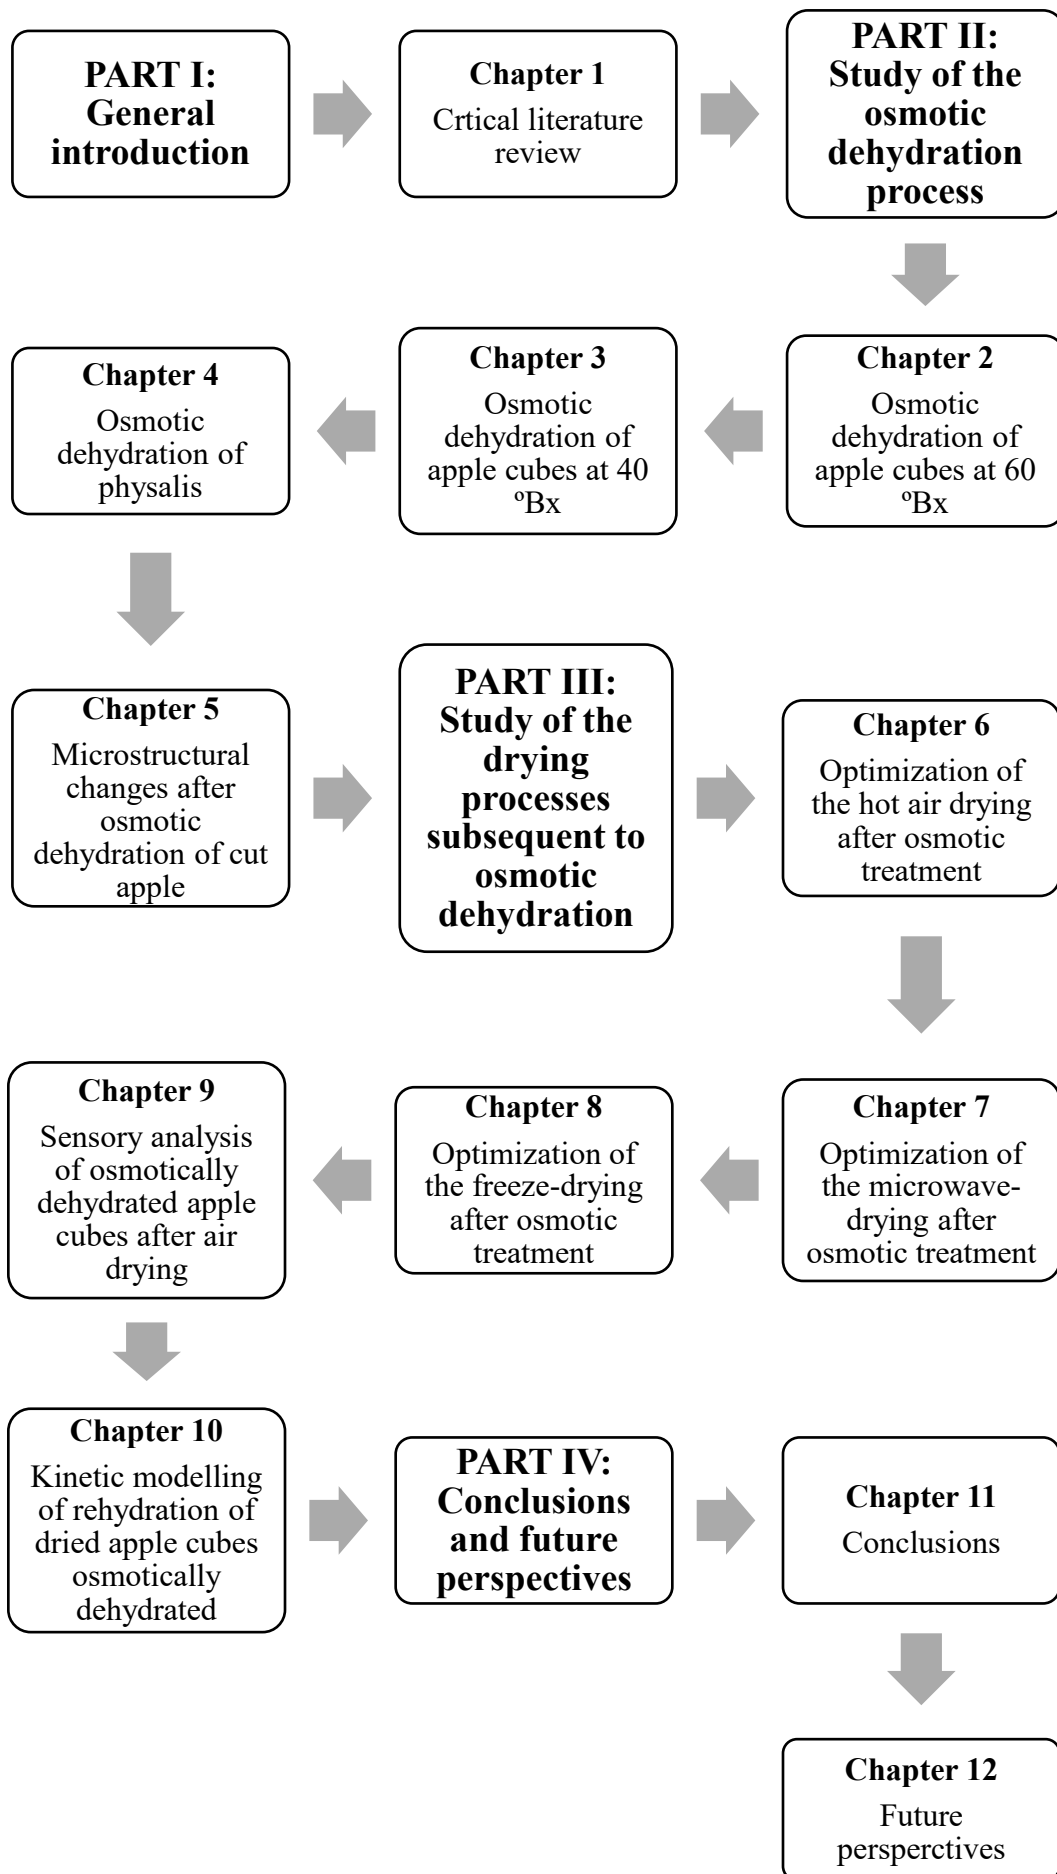 PART I:
General
introduction
Chapter 1
Crtical literature
review
PART II:
Study of the
osmotic
dehydration
process
Chapter 2
Osmotic
dehydration of
apple cubes at 60
ºBx
Chapter 3
Osmotic
dehydration of
apple cubes at 40
ºBx
Chapter 4
Osmotic
dehydration of
physalis
Chapter 5
Microstructural
changes after
osmotic
dehydration of cut
apple
PART III:
Study of the
drying
processes
subsequent to
osmotic
dehydration
Chapter 6
Optimization of
the hot air drying
after osmotic
treatment
Chapter 7
Optimization of
the microwave-
drying after
osmotic treatment
Chapter 8
Optimization of
the freeze-drying
after osmotic
treatment
Chapter 9
Sensory analysis
of osmotically
dehydrated apple
cubes after air
drying
Chapter 10
Kinetic modelling
of rehydration of
dried apple cubes
osmotically
dehydrated
PART IV:
Conclusions
and future
perspectives
Chapter 11
Conclusions
Chapter 12
Future
persperctives